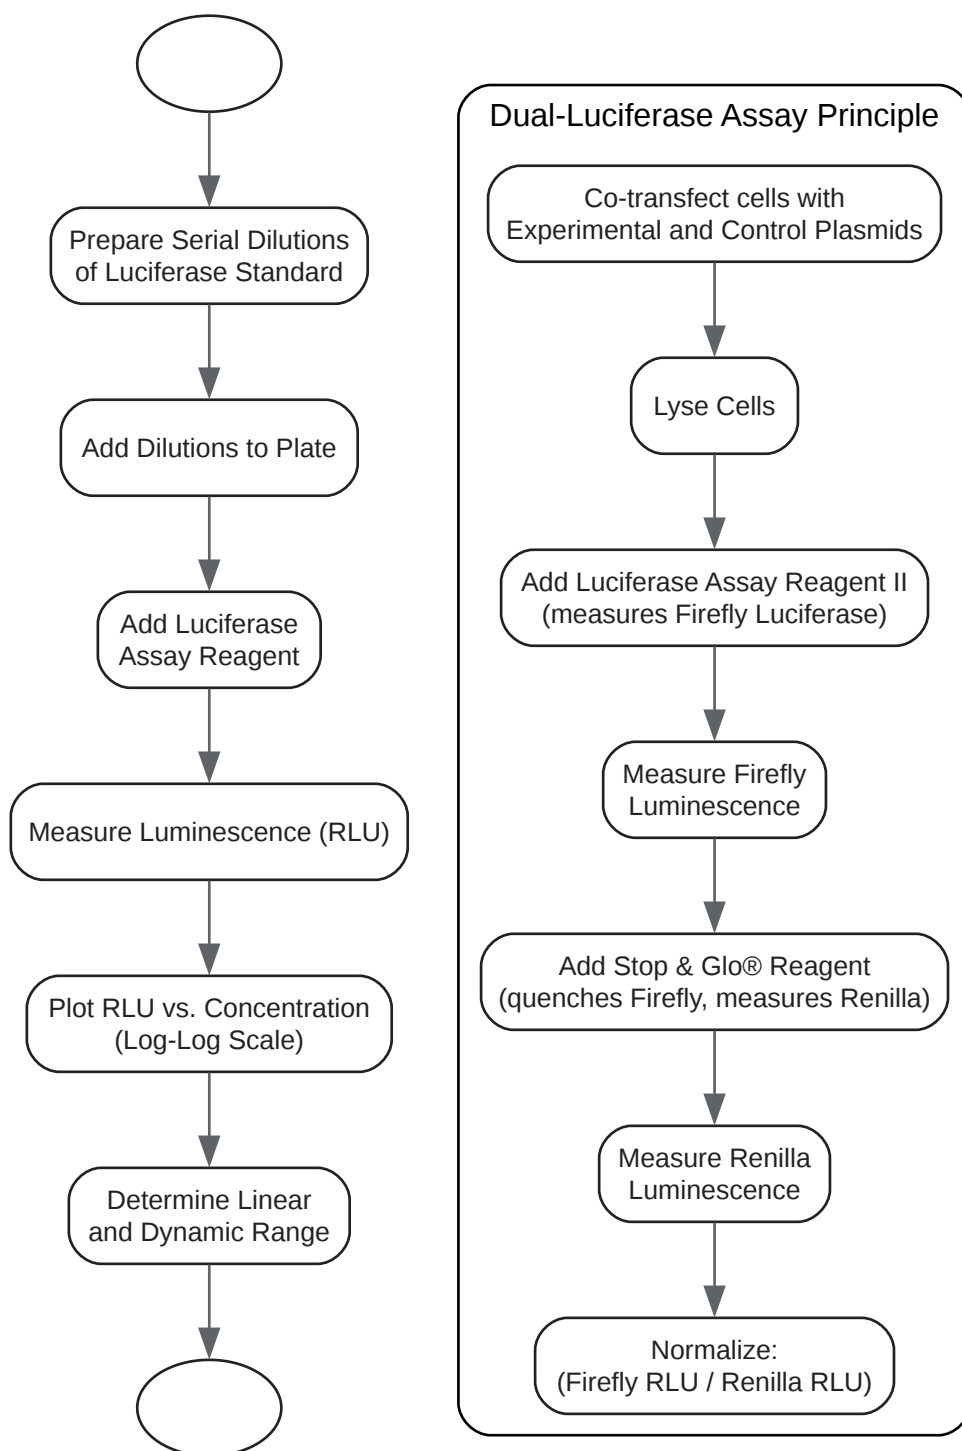 Prepare Serial Dilutions
of Luciferase Standard
Add Dilutions to Plate
Add Luciferase
Assay Reagent
Measure Luminescence (RLU)
Plot RLU vs. Concentration
(Log-Log Scale)
Determine Linear
and Dynamic Range
Dual-Luciferase Assay Principle
Co-transfect cells with
Experimental and Control Plasmids
Lyse Cells
Add Luciferase Assay Reagent II
(measures Firefly Luciferase)
Measure Firefly
Luminescence
Add Stop & Glo® Reagent
(quenches Firefly, measures Renilla)
Measure Renilla
Luminescence
Normalize:
(Firefly RLU / Renilla RLU)